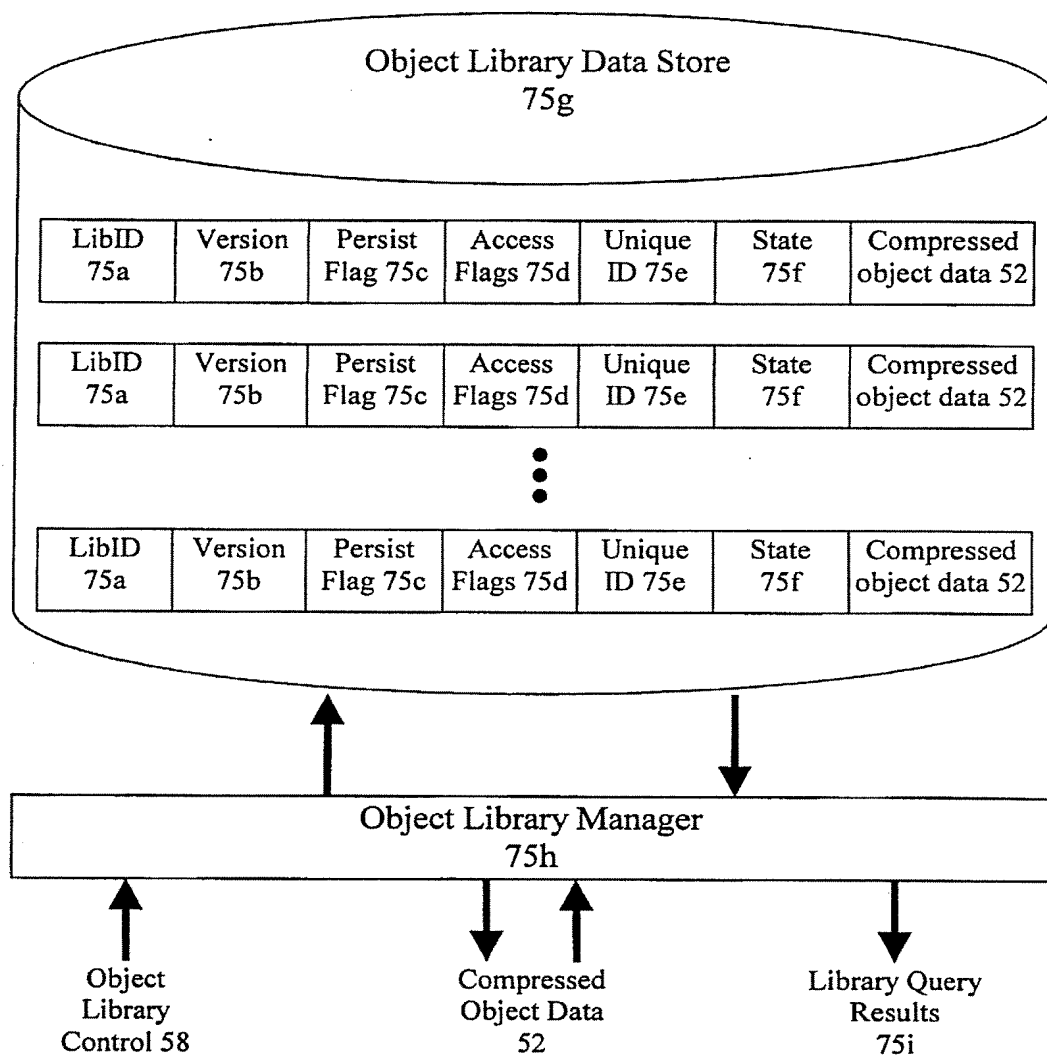 Object Library Data Store
75g
LibID Version Persist Access Unique State Compressed
75a 75b Flag 75c Flags 75d ID 75e 75f object data 52
LibID Version Persist Access Unique State Compressed
75a 75b Flag 75c Flags 75d ID 75e 75f object data 52
LibID Version Persist Access Unique State Compressed
75a 75b Flag 75c Flags 75d ID 75e 75f object data 52
Object Library Manager
75h
Object Compressed Library Query
Library Object Data Results
Control 58 52 75i